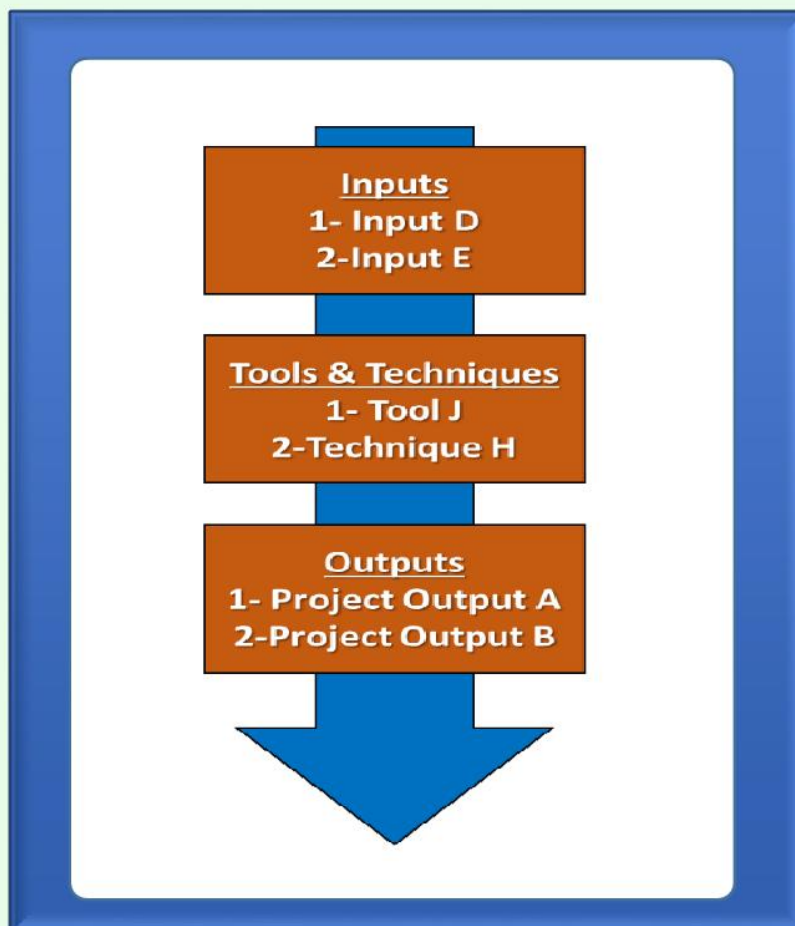 Inputs
1- Input D
2-Input E
Tools & Techniques
1- Tool J
2-Technique H
Outputs
1- Project Output A
2-Project Output B